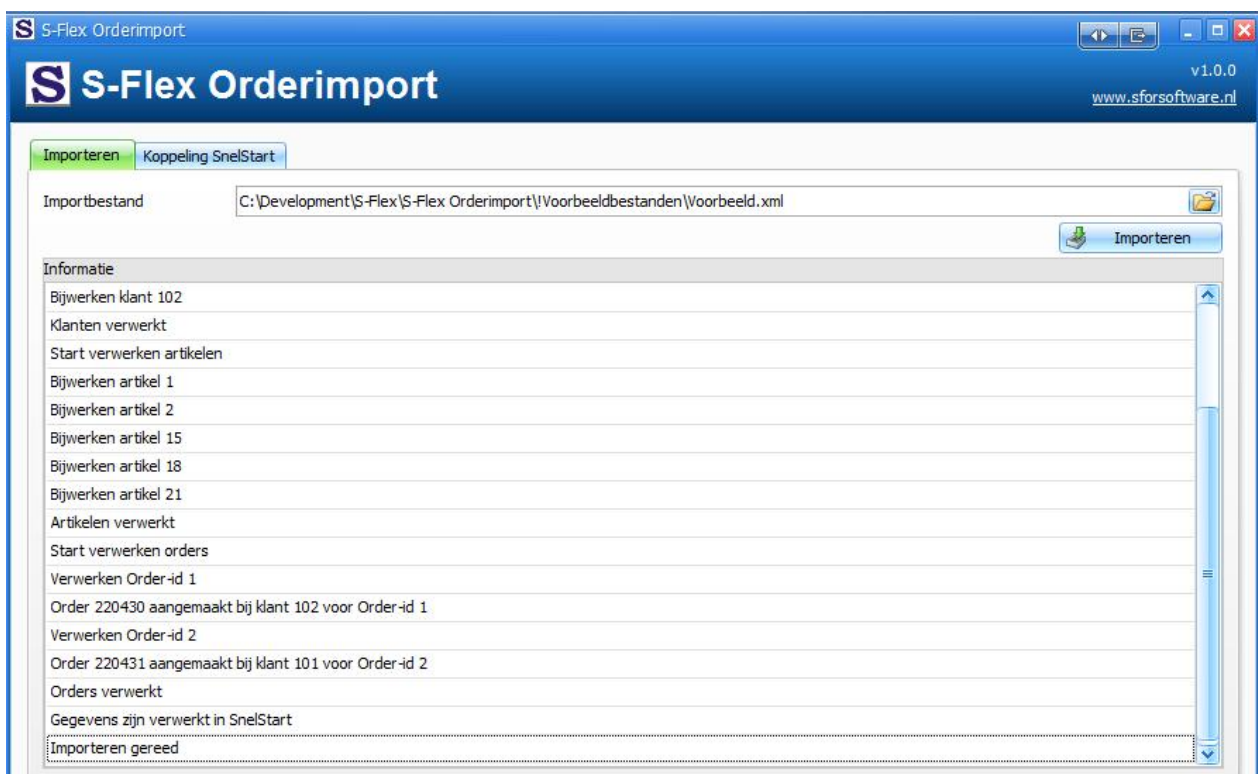 S S-Flex Orderimport
S S-Flex Orderimport
v1.0.0
www.sforsoftware.nl
Importeren Koppeling SnelStart
Importbestand C:\Development\S-Flex\S-Flex Orderimport\!Voorbeeldbestanden\Voorbeeld.xml
Importeren
Informatie
Bijwerken klant 102
Klanten verwerkt
Start verwerken artikelen
Bijwerken artikel 1
Bijwerken artikel 2
Bijwerken artikel 15
Bijwerken artikel 18
Bijwerken artikel 21
Artikelen verwerkt
Start verwerken orders
Verwerken Order-id 1
Order 220430 aangemaakt bij klant 102 voor Order-id 1
Verwerken Order-id 2
Order 220431 aangemaakt bij klant 101 voor Order-id 2
Orders verwerkt
Gegevens zijn verwerkt in SnelStart
Importeren gereed